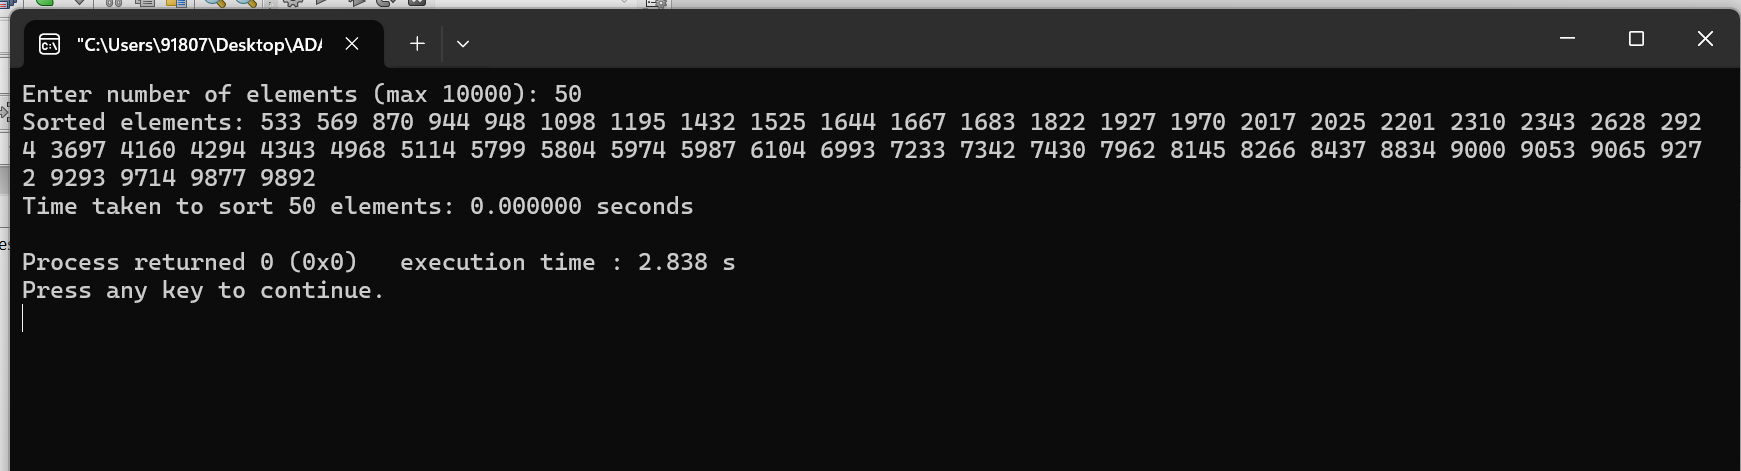 "C:\Users\91807\Desktop\ADA
Enter number of elements (max 10000): 50
Sorted elements: 533 569 870 944 948 1098 1195 1432 1525 1644 1667 1683 1822 1927 1970 2017 2025 2201 2310 2343 2628 292
4 3697 4160 4294 4343 4968 5114 5799 5804 5974 5987 6104 6993 7233 7342 7430 7962 8145 8266 8437 8834 9000 9053 9065 927
2 9293 9714 9877 9892
Time taken to sort 50 elements: 0.000000 seconds
Process returned 0 (0x0)   execution time : 2.838 s
Press any key to continue.